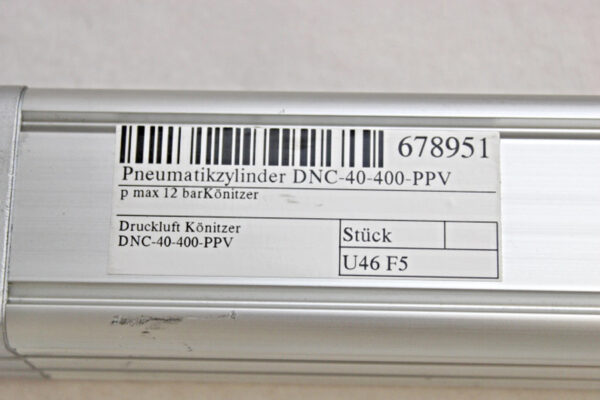 678951
Pneumatikzylinder DNC-40-400-PPV
p max 12 barKönitzer
Druckluft Könitzer
DNC-40-400-PPV
Stück
U46 F5